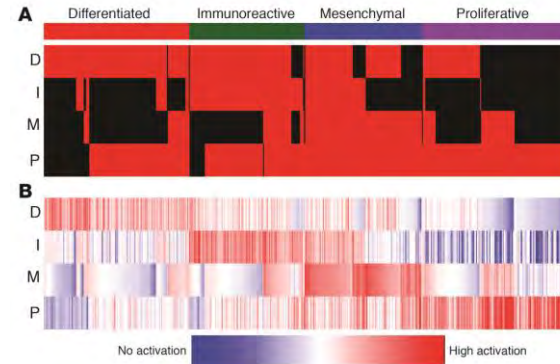 A
Differentiated Immunoreactive Mesenchymal Proliferative
D
I
M
P
B
D
I
M
P
No activation High activation